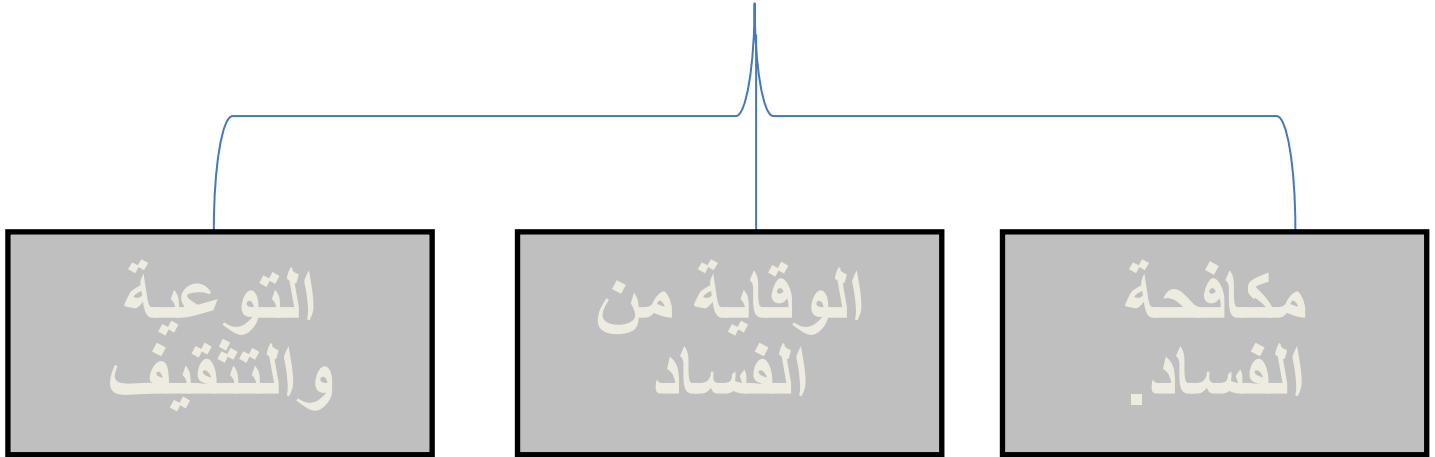 مكافحة
الفساد.
الوقاية من
الفساد
التوعية
والتثقيف